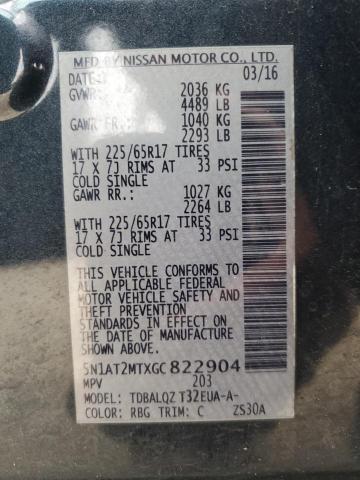 MFD BY NISSAN MOTOR CO., LTD.
DATE: 03/16
GVWR: 2036 KG
4489 LB
GAWR FR.: 1040 KG
2293 LB
WITH 225/65R17 TIRES
17 X 7J RIMS AT 33 PSI
COLD SINGLE
GAWR RR.: 1027 KG
2264 LB
WITH 225/65R17 TIRES
17 X 7J RIMS AT 33 PSI
COLD SINGLE
THIS VEHICLE CONFORMS TO
ALL APPLICABLE FEDERAL
MOTOR VEHICLE SAFETY AND
THEFT PREVENTION
STANDARDS IN EFFECT ON
THE DATE OF MANUFACTURE
SHOWN ABOVE.
5N1AT2MTXGC822904
MPV 203
MODEL: TDBALQZ T32EUA-A-
COLOR: RBG TRIM: C ZS30A